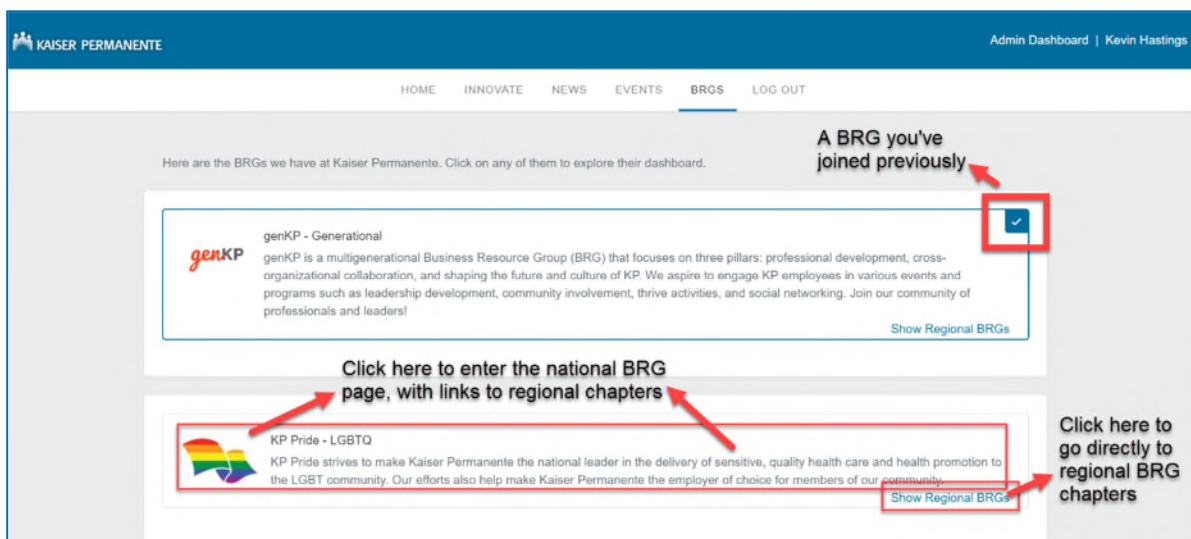 KAISER PERMANENTE
Admin Dashboard | Kevin Hastings
HOME INNOVATE NEWS EVENTS BRGS LOG OUT
A BRG you've
joined previously
Here are the BRGs we have at Kaiser Permanente. Click on any of them to explore their dashboard.
genKP
genKP - Generational
genKP is a multigenerational Business Resource Group (BRG) that focuses on three pillars: professional development, cross-
organizational collaboration, and shaping the future and culture of KP. We aspire to engage KP employees in various events and
programs such as leadership development, community involvement, thrive activities, and social networking. Join our community of
professionals and leaders!
Show Regional BRGs
Click here to enter the national BRG
page, with links to regional chapters
KP Pride - LGBTQ
KP Pride strives to make Kaiser Permanente the national leader in the delivery of sensitive, quality health care and health promotion to
the LGBT community. Our efforts also help make Kaiser Permanente the employer of choice for members of our community.
Show Regional BRGs
Click here to
go directly to
regional BRG
chapters